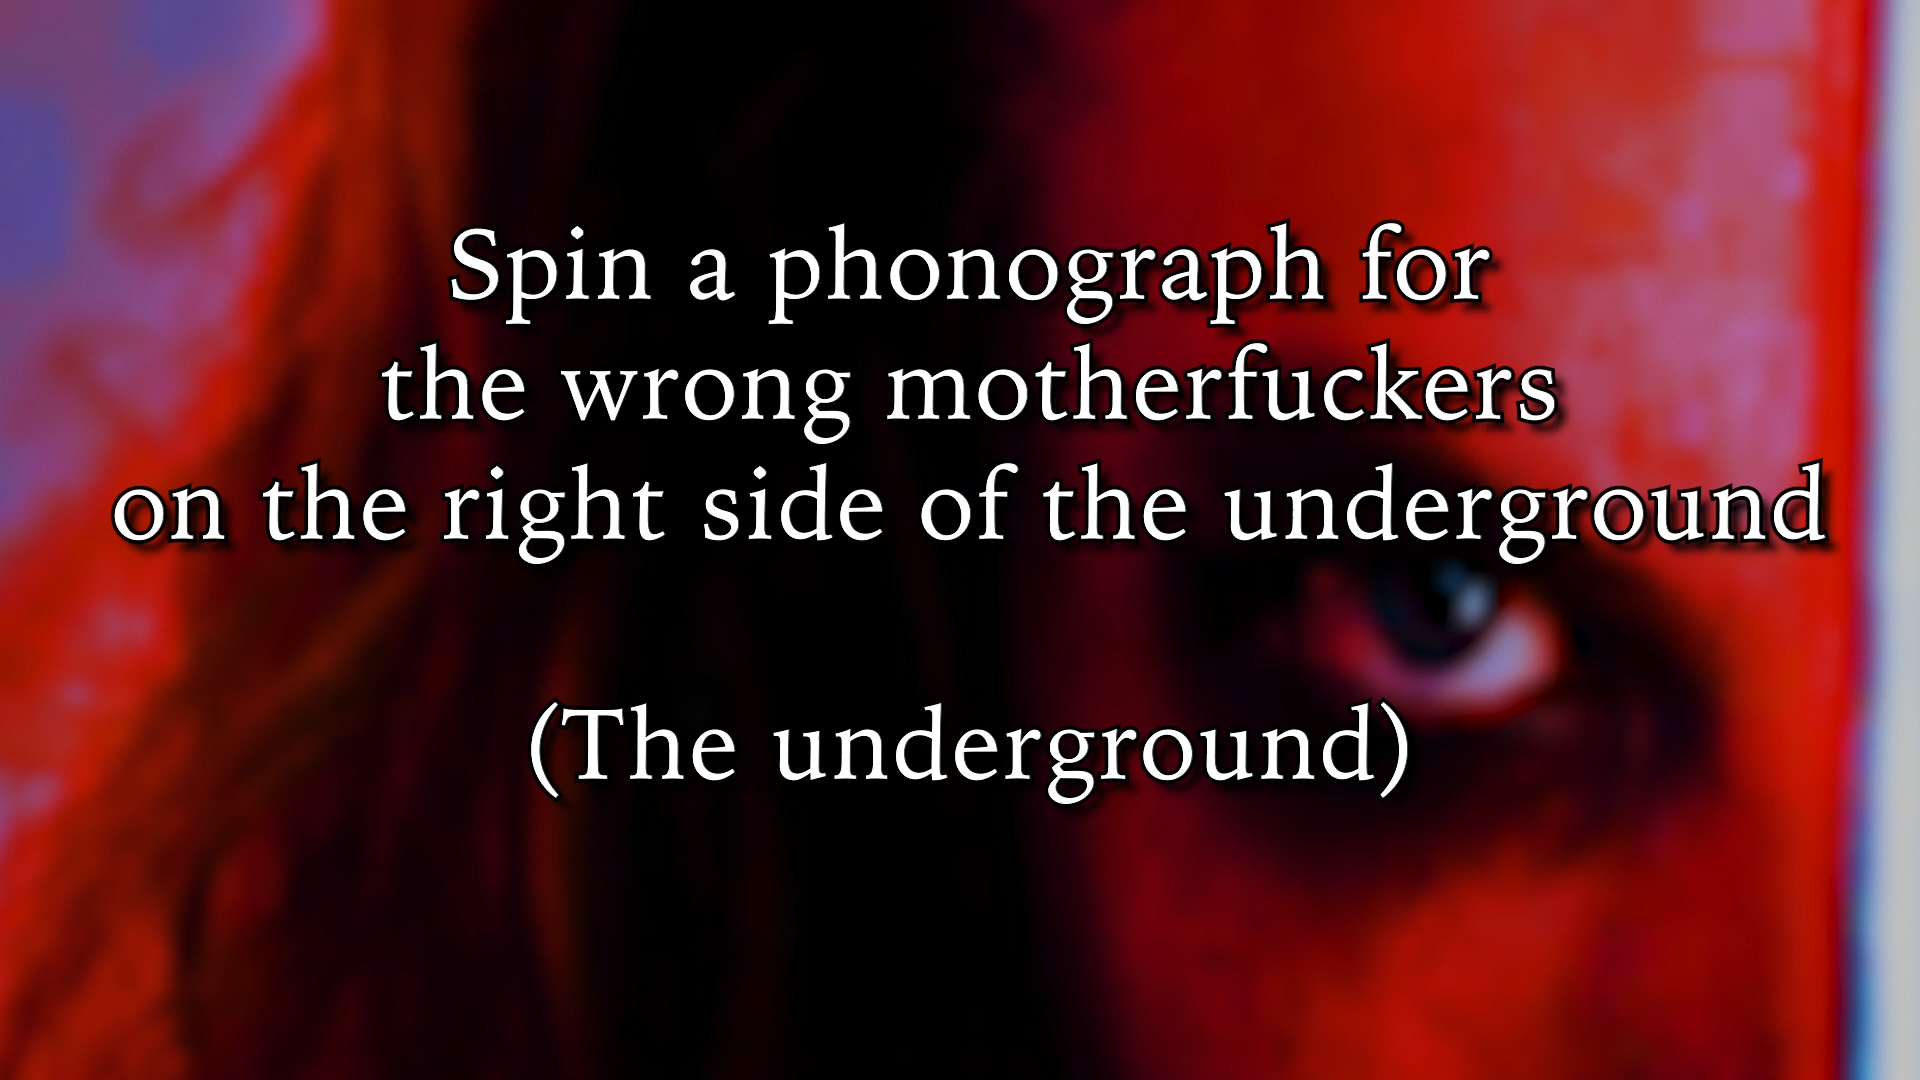 Spin a phonograph for
the wrong motherfuckers
on the right side of the underground
(The underground)